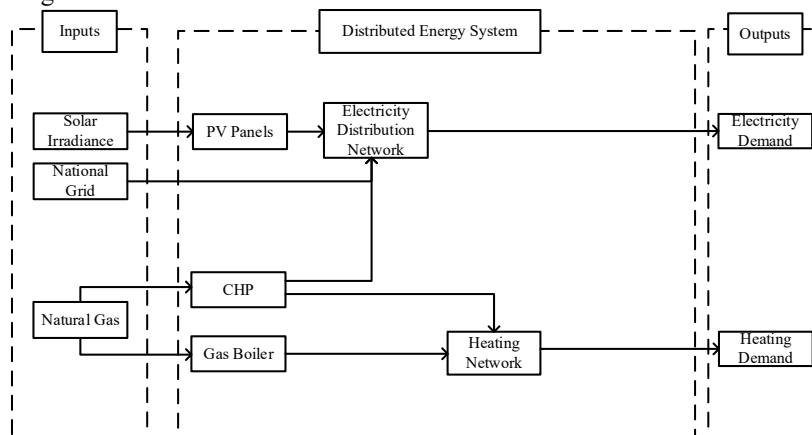 Inputs
Distributed Energy System
Outputs
Solar
Irradiance
PV Panels
Electricity
Distribution
Network
Electricity
Demand
National
Grid
CHP
Natural Gas
Gas Boiler
Heating
Network
Heating
Demand